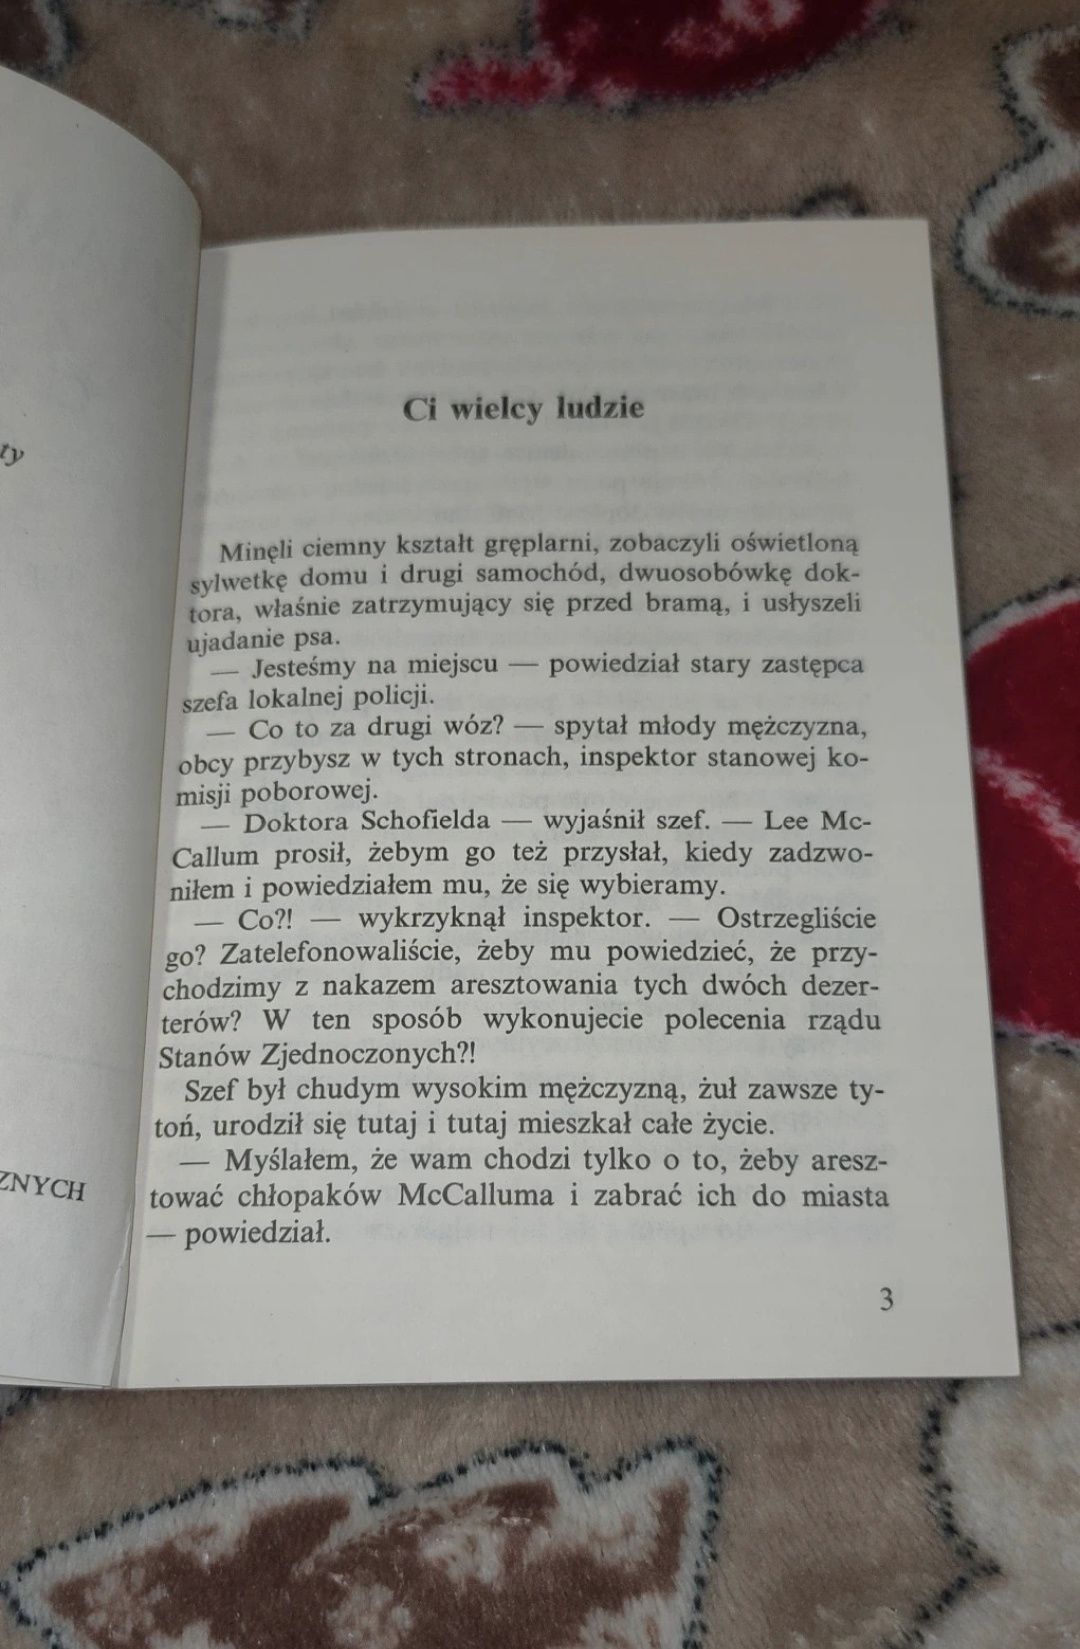 ty
ZNYCH
Ci wielcy ludzie
Minęli ciemny kształt gręplarni, zobaczyli oświetloną
sylwetkę domu i drugi samochód, dwuosobówkę dok-
tora, właśnie zatrzymujący się przed bramą, i usłyszeli
ujadanie psa.
— Jesteśmy na miejscu — powiedział stary zastępca
szefa lokalnej policji.
— Co to za drugi wóz? — spytał młody mężczyzna,
obcy przybysz w tych stronach, inspektor stanowej ko-
misji poborowej.
— Doktora Schofielda — wyjaśnił szef. — Lee Mc-
Callum prosił, żebym go też przysłał, kiedy zadzwo-
niłem i powiedziałem mu, że się wybieramy.
— Co?! — wykrzyknął inspektor. — Ostrzegliście
go? Zatelefonowaliście, żeby mu powiedzieć, że przy-
chodzimy z nakazem aresztowania tych dwóch dezer-
terów? W ten sposób wykonujecie polecenia rządu
Stanów Zjednoczonych?!
Szef był chudym wysokim mężczyzną, żuł zawsze ty-
toń, urodził się tutaj i tutaj mieszkał całe życie.
— Myślałem, że wam chodzi tylko o to, żeby aresz-
tować chłopaków McCalluma i zabrać ich do miasta
— powiedział.
3